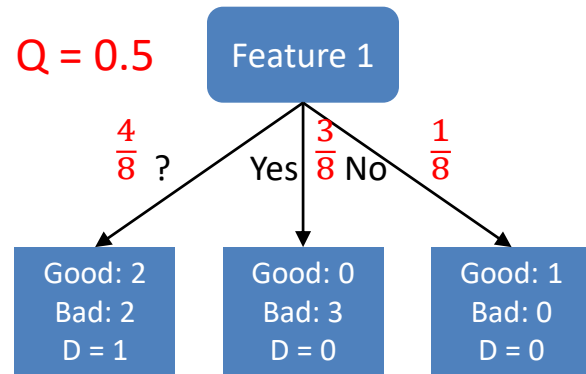 Q = 0.5
Feature 1
4/8 ? Yes 3/8 No 1/8
Good: 2
Bad: 2
D = 1
Good: 0
Bad: 3
D = 0
Good: 1
Bad: 0
D = 0